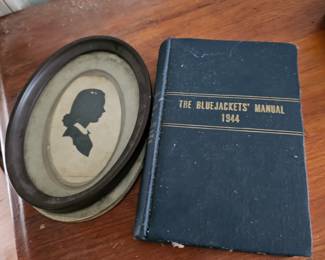 THE BLUEJACKETS' MANUAL
1944